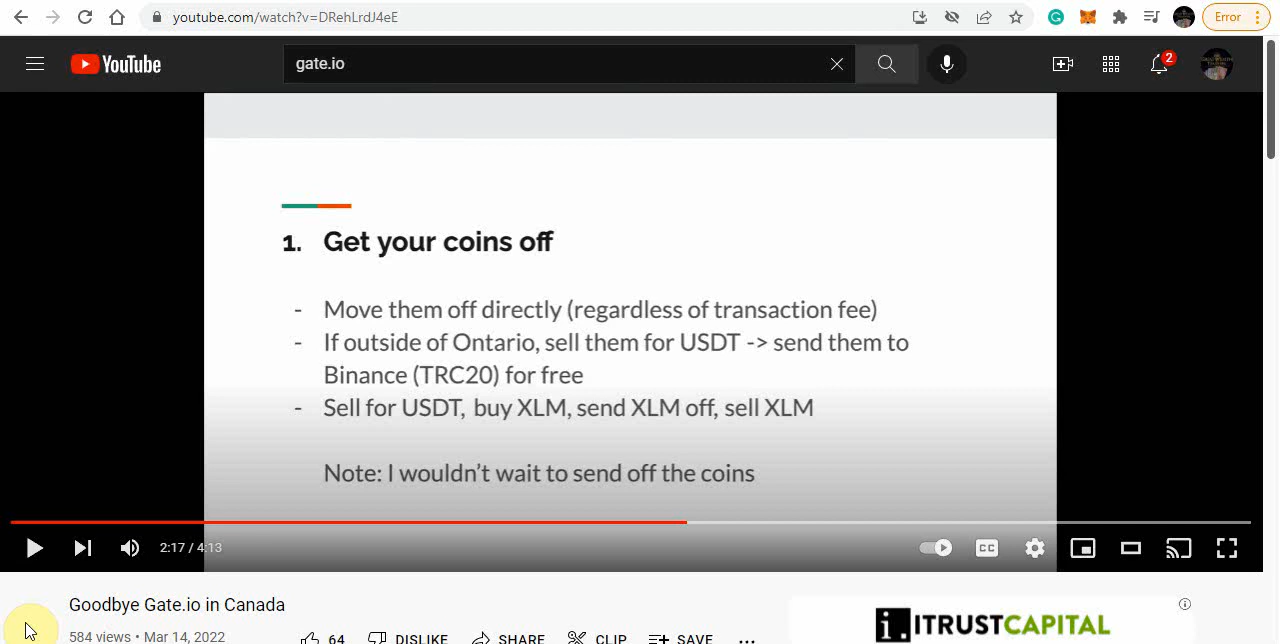 youtube.com/watch?v=DRehLrdJ4eE
Error
YouTube
gate.io
2
1. Get your coins off
- Move them off directly (regardless of transaction fee)
- If outside of Ontario, sell them for USDT -> send them to
Binance (TRC20) for free
- Sell for USDT, buy XLM, send XLM off, sell XLM
Note: I wouldn't wait to send off the coins
2:17 / 4:13
CC
Goodbye Gate.io in Canada
584 views • Mar 14, 2022
64 DISLIKE SHARE CLIP SAVE ...
i. ITRUSTCAPITAL